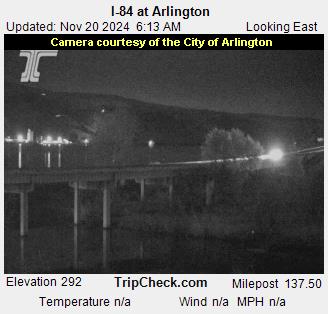 I-84 at Arlington
Updated: Nov 20 2024 6:13 AM Looking East
Camera courtesy of the City of Arlington
Elevation 292 TripCheck.com Milepost 137.50
Temperature n/a Wind n/a MPH n/a